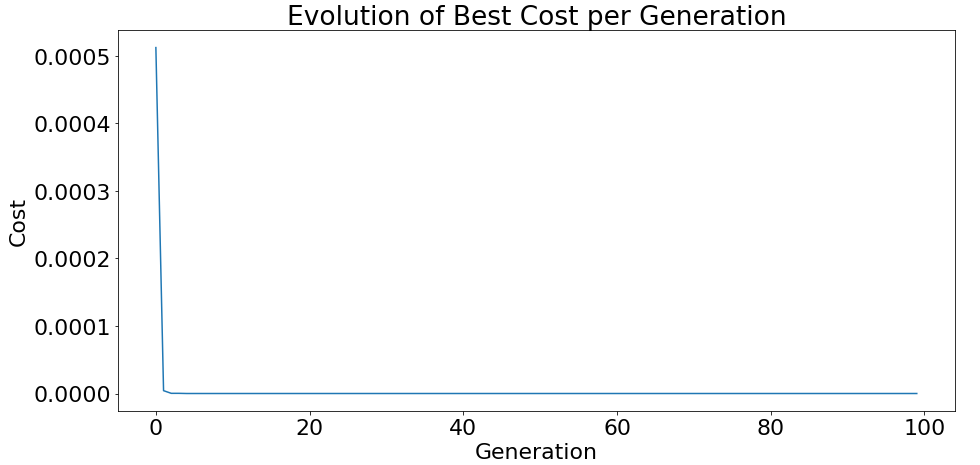 Evolution of Best Cost per Generation
0.0005
0.0004
0.0003
0.0002
0.0001
0.0000
Cost
0 20 40 60 80 100
Generation